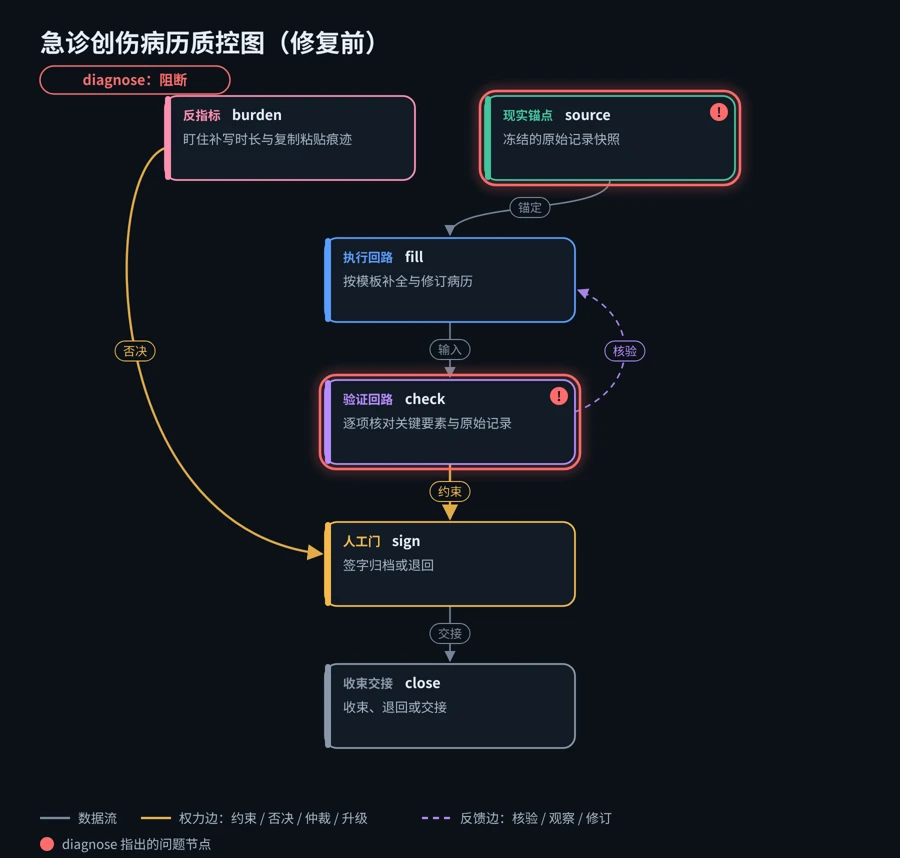 急诊创伤病历质控图（修复前）
diagnose：阻断
反指标 burden
盯住补写时长与复制粘贴痕迹
现实锚点 source
冻结的原始记录快照
!
锚定
执行回路 fill
按模板补全与修订病历
否决
输入
核验
验证回路 check
逐项核对关键要素与原始记录
!
约束
人工门 sign
签字归档或退回
交接
收束交接 close
收束、退回或交接
数据流
权力边：约束 / 否决 / 仲裁 / 升级
反馈边：核验 / 观察 / 修订
diagnose 指出的问题节点